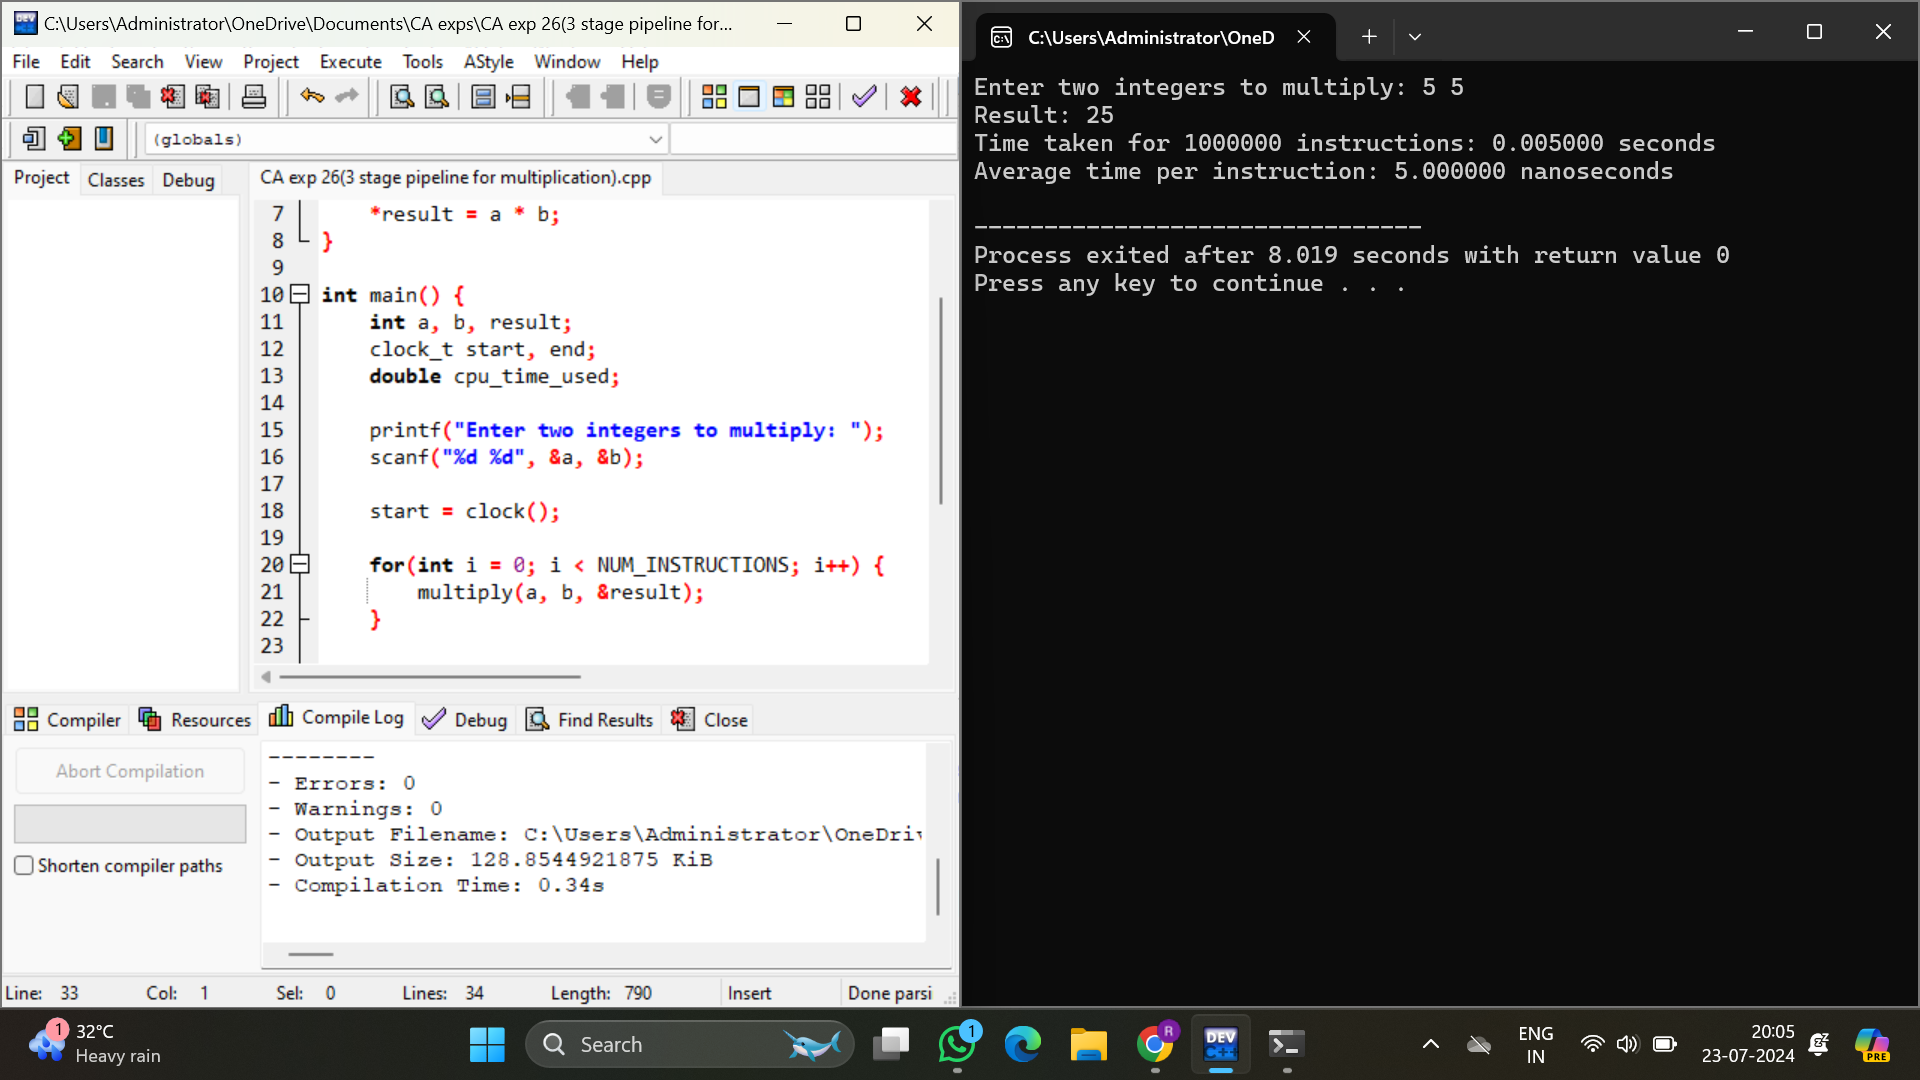 C:\Users\Administrator\OneDrive\Documents\CA exps\CA exp 26(3 stage pipeline for...
File Edit Search View Project Execute Tools AStyle Window Help
(globals)
Project Classes Debug
CA exp 26(3 stage pipeline for multiplication).cpp
7 *result = a * b;
8 }
9
10 int main() {
11 int a, b, result;
12 clock_t start, end;
13 double cpu_time_used;
14
15 printf("Enter two integers to multiply: ");
16 scanf("%d %d", &a, &b);
17
18 start = clock();
19
20 for(int i = 0; i < NUM_INSTRUCTIONS; i++) {
21 multiply(a, b, &result);
22 }
23
Compiler Resources Compile Log Debug Find Results Close
Abort Compilation
Shorten compiler paths
--------
- Errors: 0
- Warnings: 0
- Output Filename: C:\Users\Administrator\OneDriv
- Output Size: 128.8544921875 KiB
- Compilation Time: 0.34s
Line: 33 Col: 1 Sel: 0 Lines: 34 Length: 790 Insert Done parsi
C:\Users\Administrator\OneD
Enter two integers to multiply: 5 5
Result: 25
Time taken for 1000000 instructions: 0.005000 seconds
Average time per instruction: 5.000000 nanoseconds
--------------------------------
Process exited after 8.019 seconds with return value 0
Press any key to continue . . .
1
32°C
Heavy rain
Search
1
R
DEV
C++
ENG
IN
20:05
23-07-2024
PRE